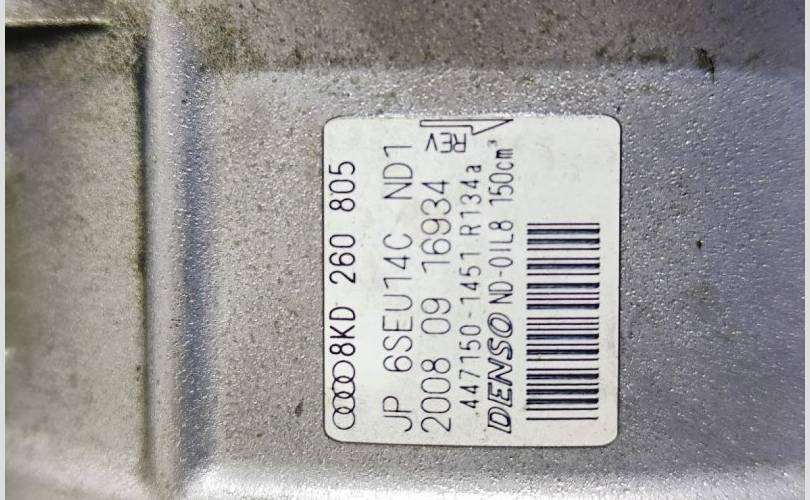 8KD 260 805
JP 6SEU14C ND1
2008 09 16934
447150-1451 R134a
DENSO ND-OIL8 150cm³
REV